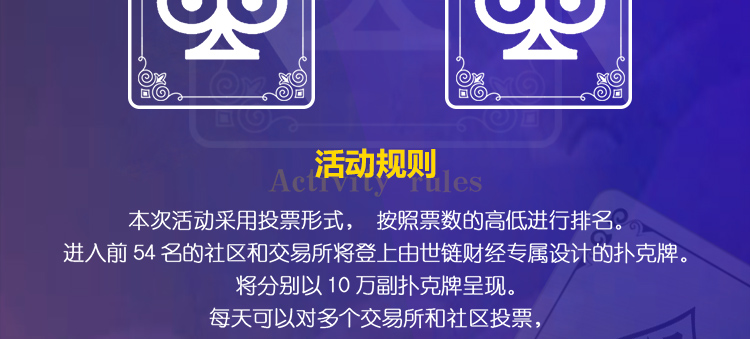 活动规则
Activity rules
本次活动采用投票形式， 按照票数的高低进行排名。
进入前 54 名的社区和交易所将登上由世链财经专属设计的扑克牌。
将分别以 10 万副扑克牌呈现。
每天可以对多个交易所和社区投票，